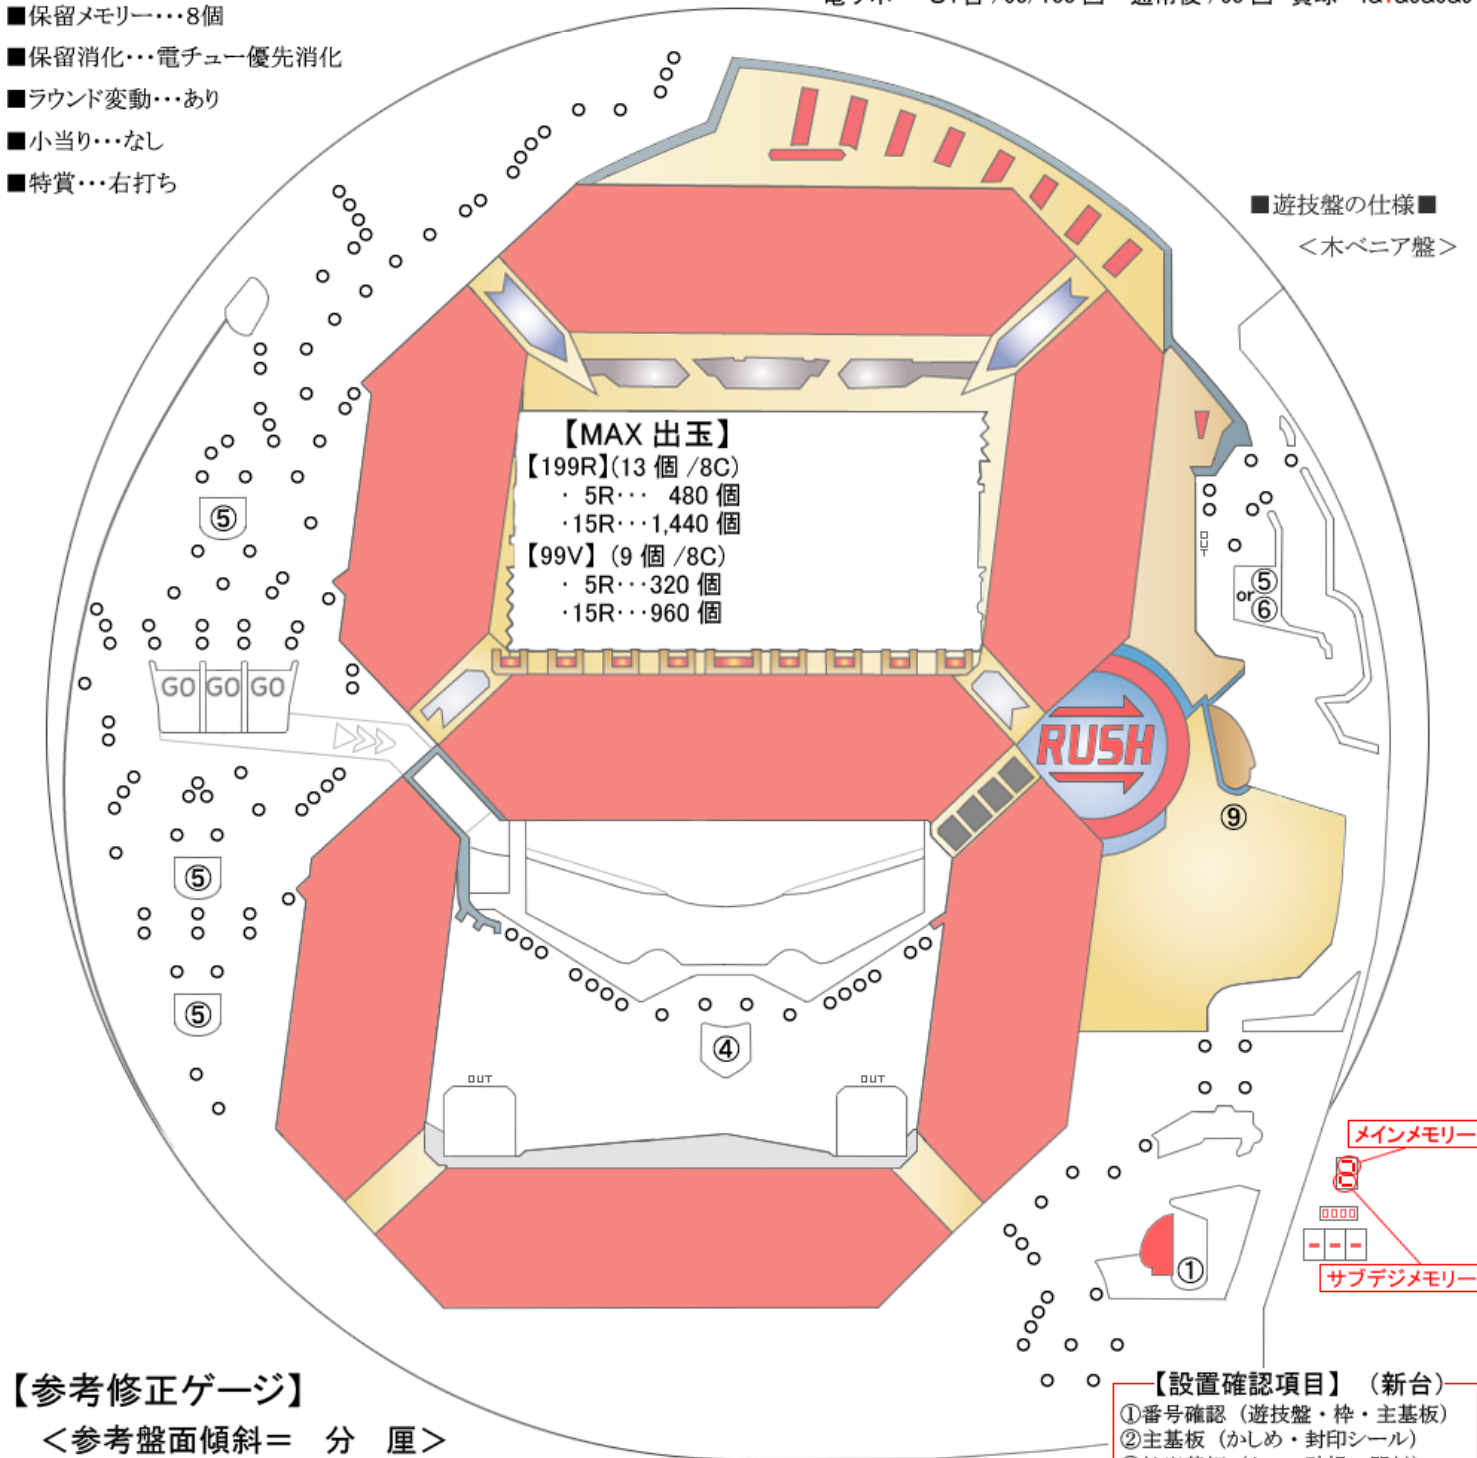 ■保留メモリー･･･8個
■保留消化･･･電チュー優先消化
■ラウンド変動･･･あり
■小当り･･･なし
■特賞･･･右打ち
■遊技盤の仕様■
＜木ベニア盤＞
【MAX 出玉】
【199R】(13 個 /8C)
・ 5R･･･ 480 個
・15R･･･1,440 個
【99V】 (9 個 /8C)
・ 5R･･･320 個
・15R･･･960 個
⑤
OUT
⑤
or
⑥
GO GO GO
RUSH
⑨
⑤
⑤
④
OUT
OUT
メインメモリー
サブデジメモリー
①
【参考修正ゲージ】
＜参考盤面傾斜＝ 分 厘＞
【設置確認項目】 （新台）
①番号確認（遊技盤・枠・主基板）
②主基板（かしめ・封印シール）